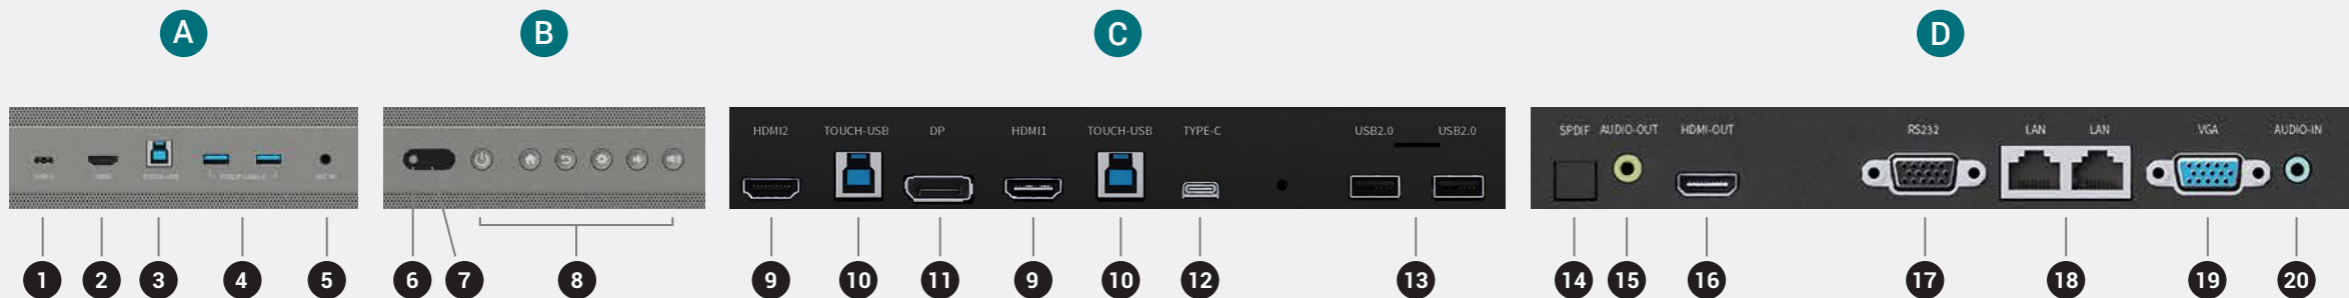 A B C D
HDMI2 TOUCH-USB DP HDMI1 TOUCH-USB TYPE-C USB2.0 USB2.0 SPDIF AUDIO-OUT HDMI-OUT RS232 LAN LAN VGA AUDIO-IN
1 2 3 4 5 6 7 8 9 10 11 9 10 12 13 14 15 16 17 18 19 20